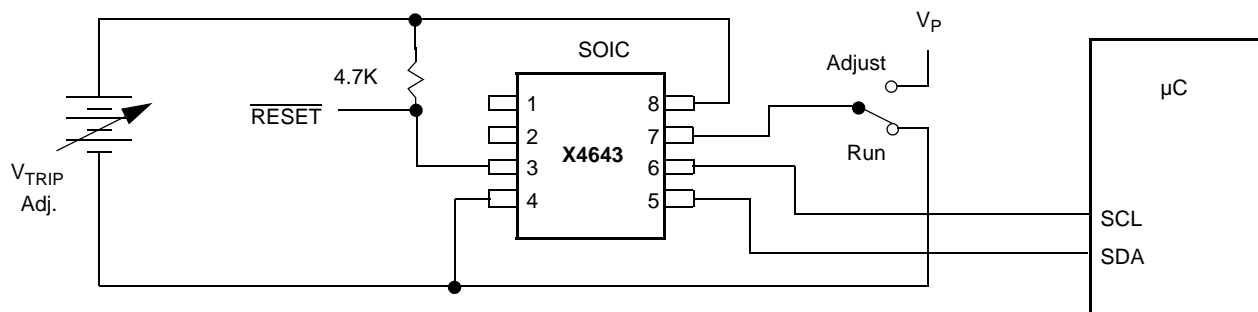 V_P
SOIC
Adjust
4.7K
µC
1 8
RESET
2 7
X4643
3 6
Run
V_TRIP
Adj.
4 5
SCL
SDA